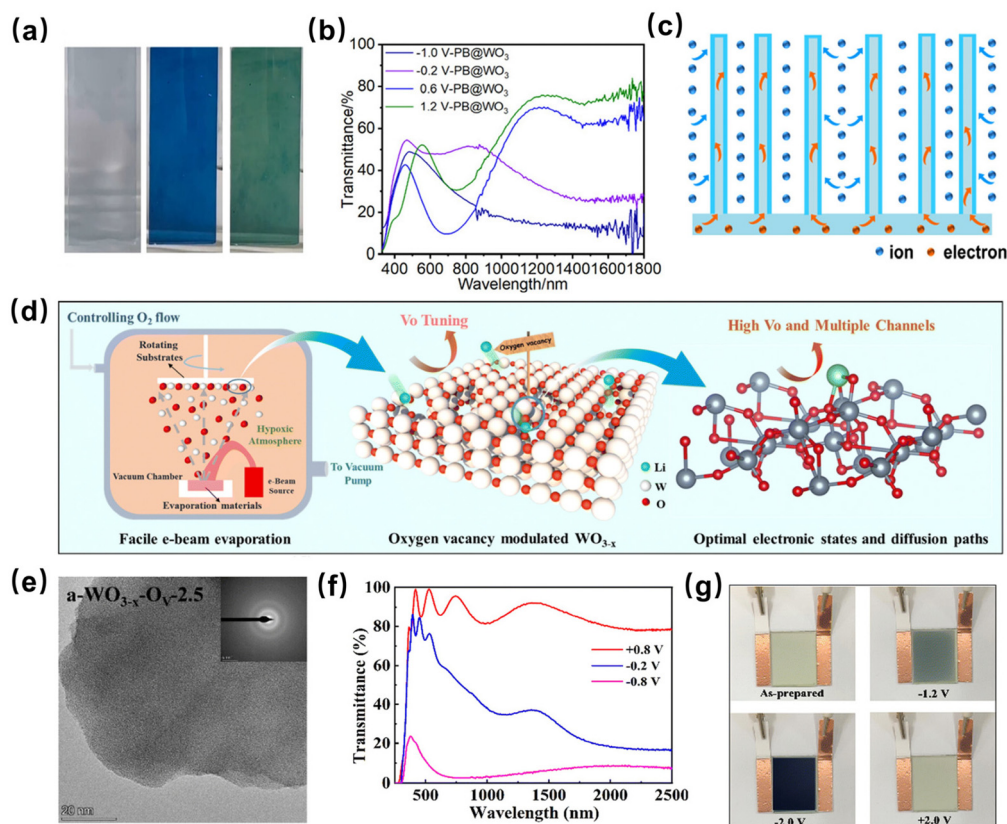 (a)
(b)
-1.0 V-PB@WO₃
-0.2 V-PB@WO₃
0.6 V-PB@WO₃
1.2 V-PB@WO₃
Transmittance/%
100
80
60
40
20
0
400 600 800 10001200140016001800
Wavelength/nm
(c)
ion
electron
(d)
Controlling O₂ flow
Rotating
Substrates
Hypoxic
Atmosphere
Vacuum Chamber
e-Beam
Source
Evaporation materials
To Vacuum
Pump
Facile e-beam evaporation
Vo Tuning
Oxygen vacancy
Li
W
O
Oxygen vacancy modulated WO₃₋ₓ
High Vo and Multiple Channels
Optimal electronic states and diffusion paths
(e)
a-WO₃₋ₓ-Oᵥ-2.5
20 nm
(f)
Transmittance (%)
100
80
60
40
20
0
+0.8 V
-0.2 V
-0.8 V
500 1000 1500 2000 2500
Wavelength (nm)
(g)
As-prepared
-1.2 V
-2.0 V
+2.0 V